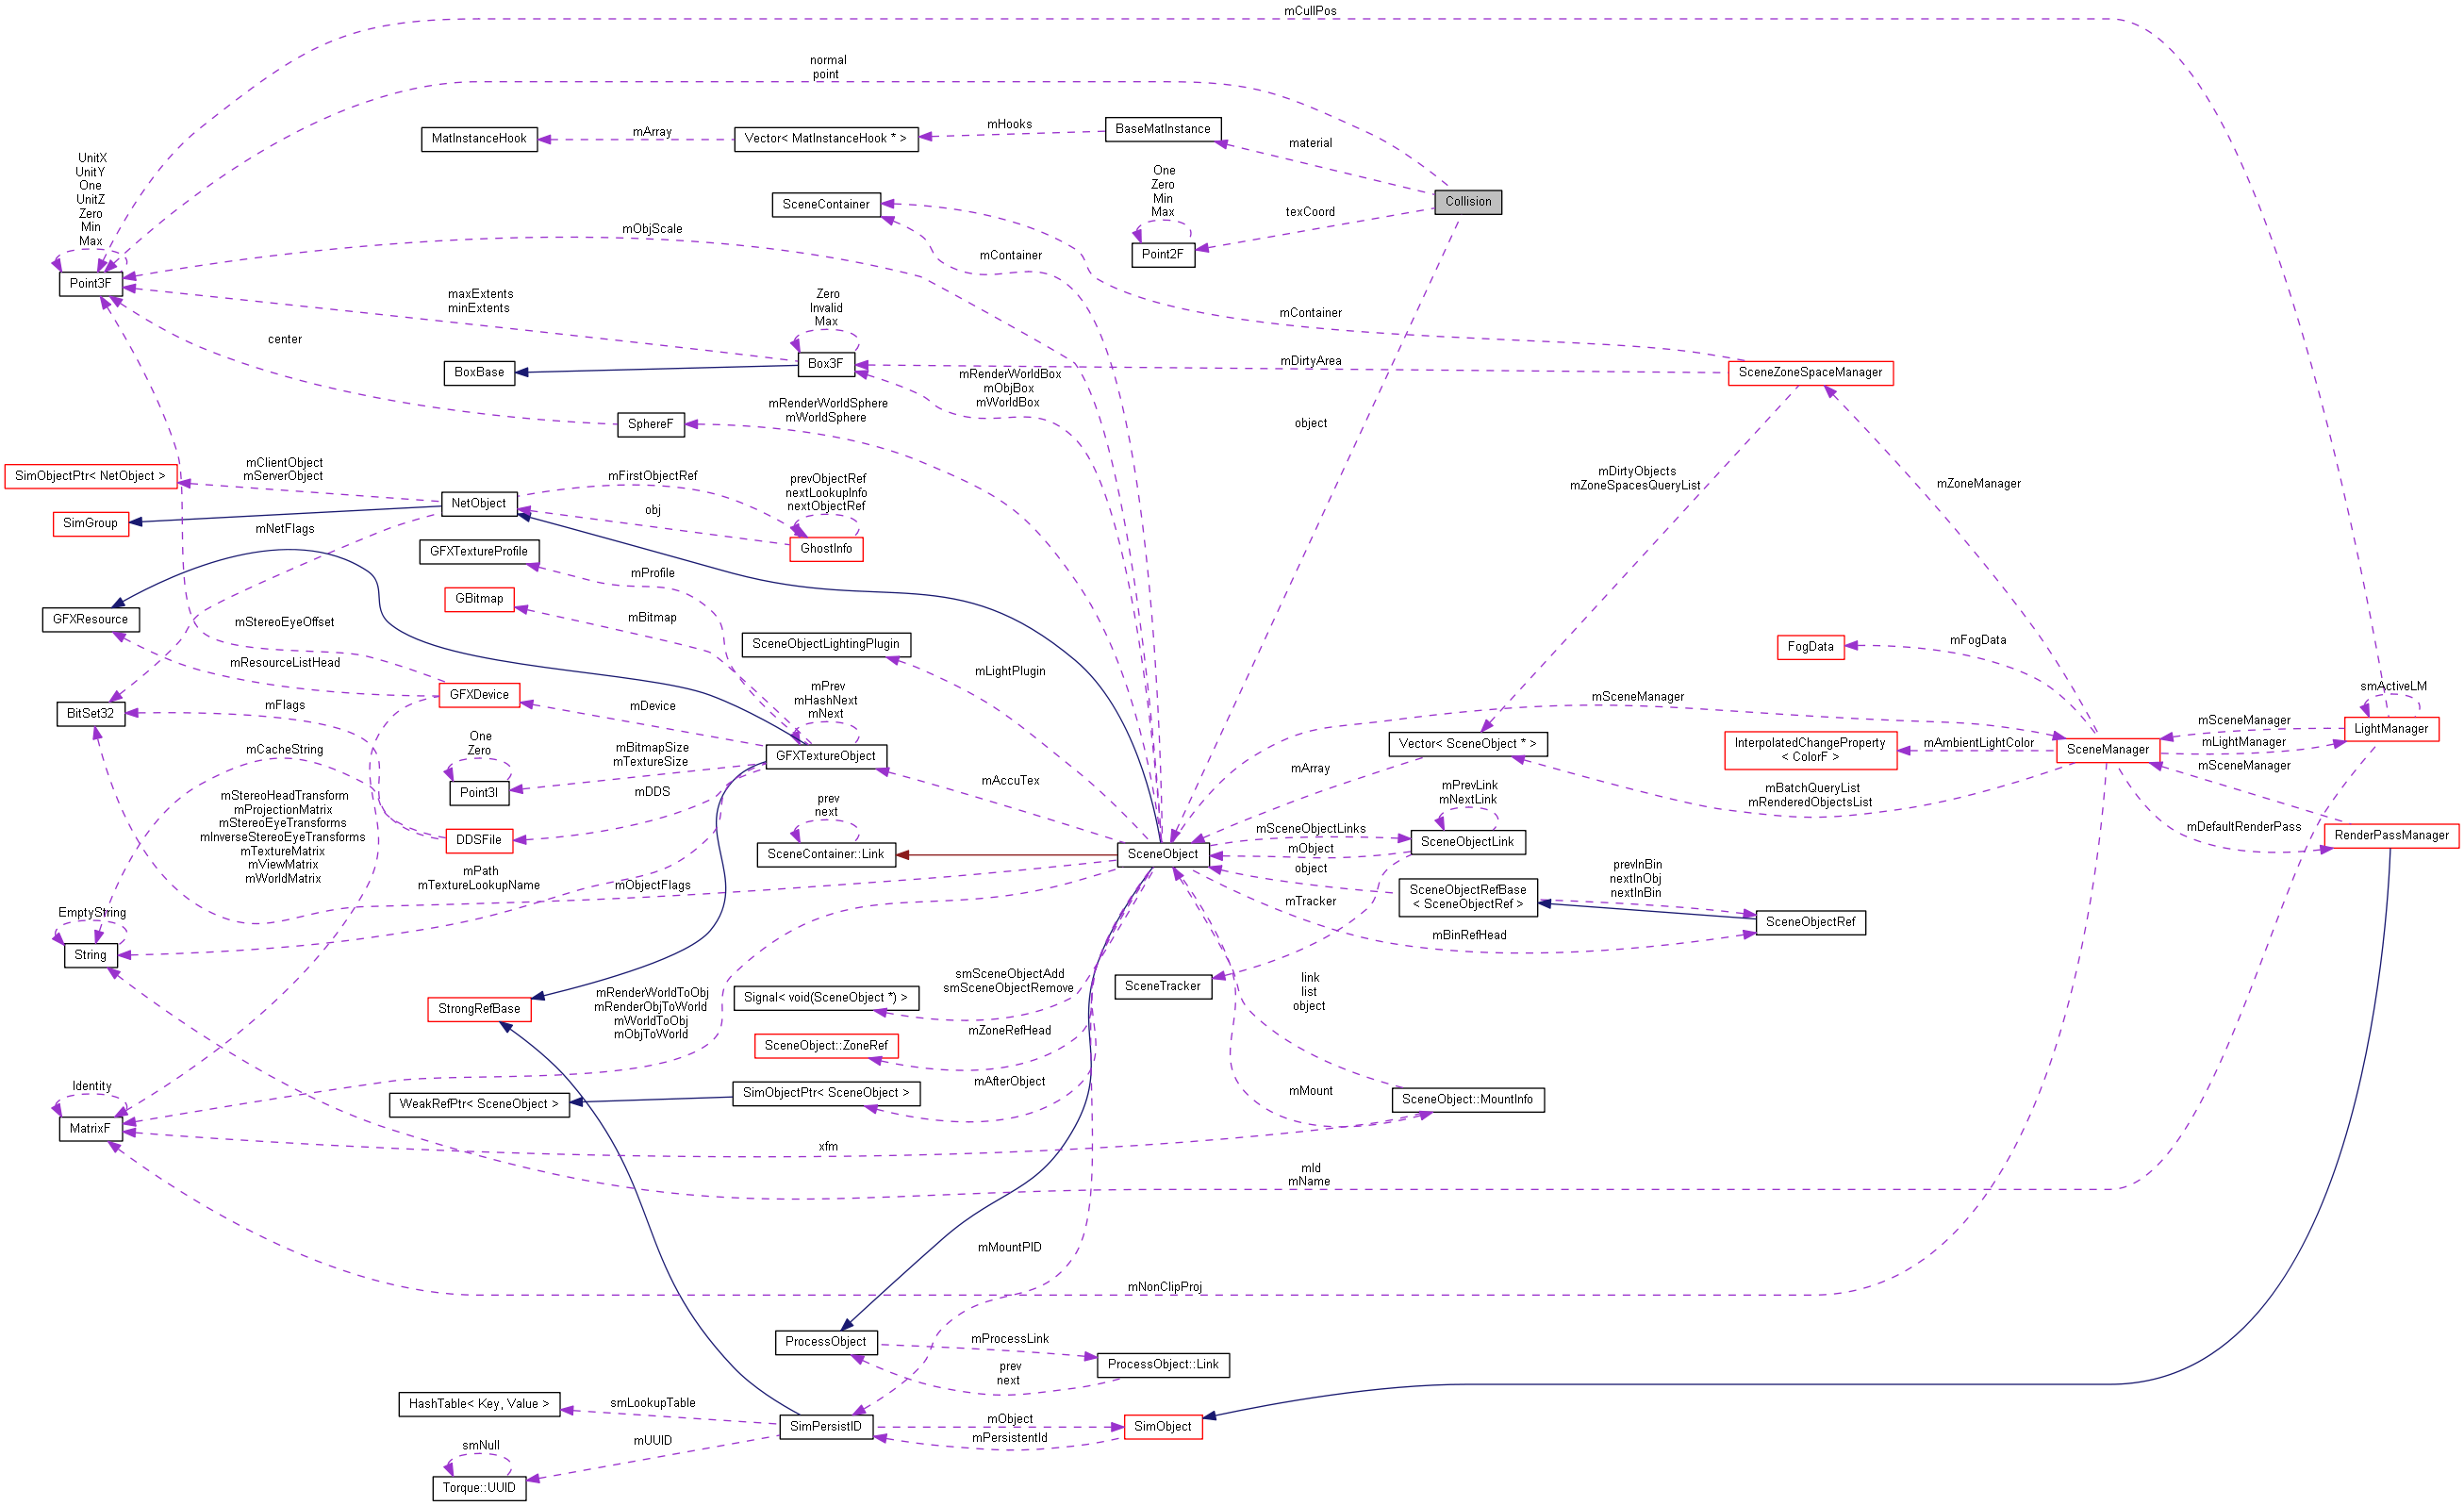 mCullPos
normal
point
MatInstanceHook
mArray
Vector< MatInstanceHook * >
mHooks
BaseMatInstance
material
UnitX
UnitY
One
UnitZ
Zero
Min
Max
Point3F
SceneContainer
One
Zero
Min
Max
texCoord
Collision
mObjScale
mContainer
Point2F
maxExtents
minExtents
Zero
Invalid
Max
mContainer
center
BoxBase
Box3F
mDirtyArea
SceneZoneSpaceManager
mRenderWorldBox
mObjBox
mWorldBox
mRenderWorldSphere
mWorldSphere
SphereF
object
SimObjectPtr< NetObject >
mClientObject
mServerObject
mFirstObjectRef
prevObjectRef
nextLookupInfo
nextObjectRef
mDirtyObjects
mZoneSpacesQueryList
mZoneManager
SimGroup
NetObject
obj
GhostInfo
mNetFlags
GFXTextureProfile
mProfile
GBitmap
mBitmap
GFXResource
mStereoEyeOffset
SceneObjectLightingPlugin
mLightPlugin
FogData
mFogData
mResourceListHead
GFXDevice
BitSet32
mFlags
mDevice
mPrev
mHashNext
mNext
mSceneManager
smActiveLM
mSceneManager
LightManager
mCacheString
One
Zero
mBitmapSize
mTextureSize
GFXTextureObject
Vector< SceneObject * >
InterpolatedChangeProperty
< ColorF >
mAmbientLightColor
SceneManager
mLightManager
mSceneManager
Point3I
mAccuTex
mArray
mPrevLink
mNextLink
mBatchQueryList
mRenderedObjectsList
mStereoHeadTransform
mProjectionMatrix
mStereoEyeTransforms
mInverseStereoEyeTransforms
mTextureMatrix
mViewMatrix
mWorldMatrix
mDDS
DDSFile
prev
next
SceneContainer::Link
SceneObject
mSceneObjectLinks
mObject
SceneObjectLink
mDefaultRenderPass
RenderPassManager
mPath
mTextureLookupName
mObjectFlags
object
SceneObjectRefBase
< SceneObjectRef >
prevInBin
nextInObj
nextInBin
EmptyString
String
mTracker
mBinRefHead
SceneObjectRef
StrongRefBase
mRenderWorldToObj
mRenderObjToWorld
mWorldToObj
mObjToWorld
Signal< void(SceneObject *) >
smSceneObjectAdd
smSceneObjectRemove
SceneTracker
link
list
object
SceneObject::ZoneRef
mZoneRefHead
Identity
MatrixF
WeakRefPtr< SceneObject >
SimObjectPtr< SceneObject >
mAfterObject
mMount
SceneObject::MountInfo
xfm
mId
mName
mMountPID
mNonClipProj
ProcessObject
mProcessLink
prev
next
ProcessObject::Link
HashTable< Key, Value >
smLookupTable
SimPersistID
mObject
mPersistentId
SimObject
smNull
mUUID
Torque::UUID